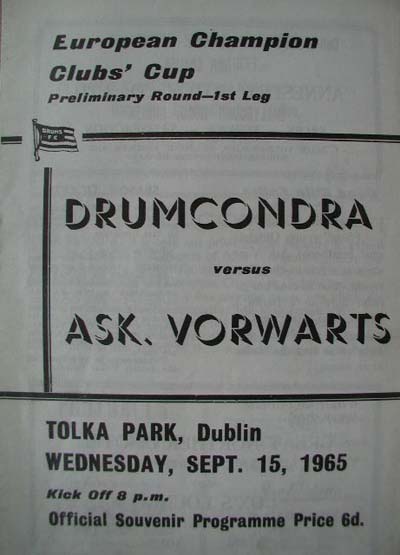 European Champion
Clubs' Cup
Preliminary Round—1st Leg
DRUMS
F C
DRUMCONDRA
versus
ASK. VORWARTS
TOLKA PARK, Dublin
WEDNESDAY, SEPT. 15, 1965
Kick Off 8 p.m.
Official Souvenir Programme Price 6d.